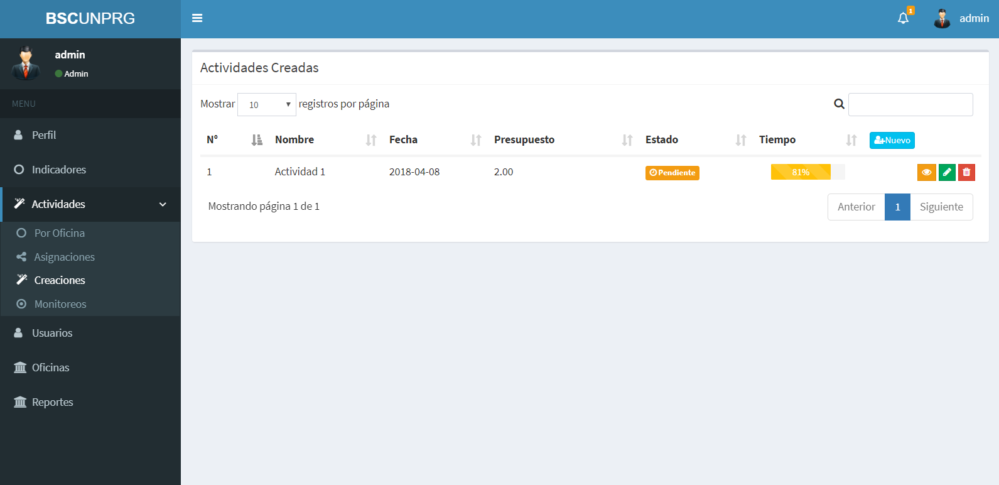 BSCUNPRG
1
admin
admin
Admin
MENU
Perfil
Indicadores
Actividades
Por Oficina
Asignaciones
Creaciones
Monitoreos
Usuarios
Oficinas
Reportes
Actividades Creadas
Mostrar 10 registros por página
N° Nombre Fecha Presupuesto Estado Tiempo Nuevo
1 Actividad 1 2018-04-08 2.00 Pendiente 81%
Mostrando página 1 de 1
Anterior 1 Siguiente